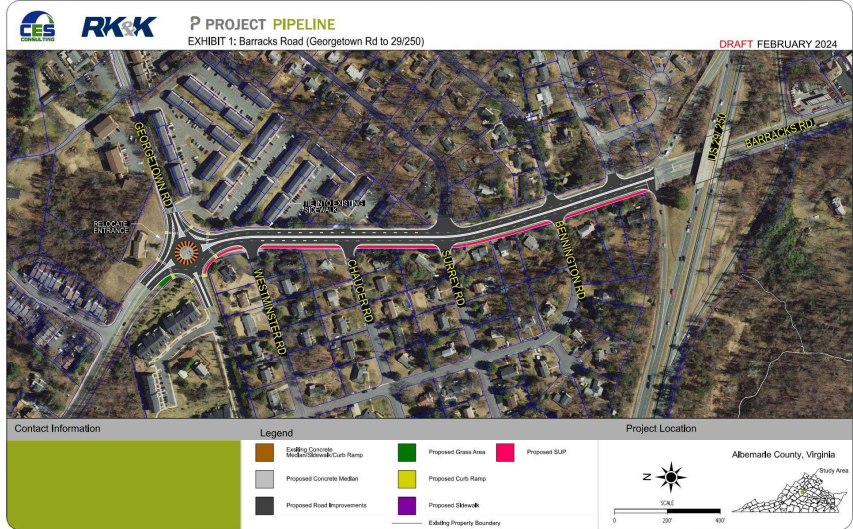 CES
CONSULTING
RK&K
P PROJECT PIPELINE
EXHIBIT 1: Barracks Road (Georgetown Rd to 29/250)
DRAFT FEBRUARY 2024
GEORGETOWN RD
US 29/250
BARRACKS RD
TIE INTO EXISTING
SIDEWALK
RELOCATE
ENTRANCE
WESTMINSTER RD
CHAUCER RD
SURREY RD
BENNINGTON RD
Contact Information
Legend
Project Location
Existing Concrete
Median/Sidewalk/Curb Ramp
Proposed Grass Area
Proposed SUP
Proposed Concrete Median
Proposed Curb Ramp
Proposed Road Improvements
Proposed Sidewalk
Existing Property Boundary
Albemarle County, Virginia
Study Area
N
SCALE
0 200' 400'